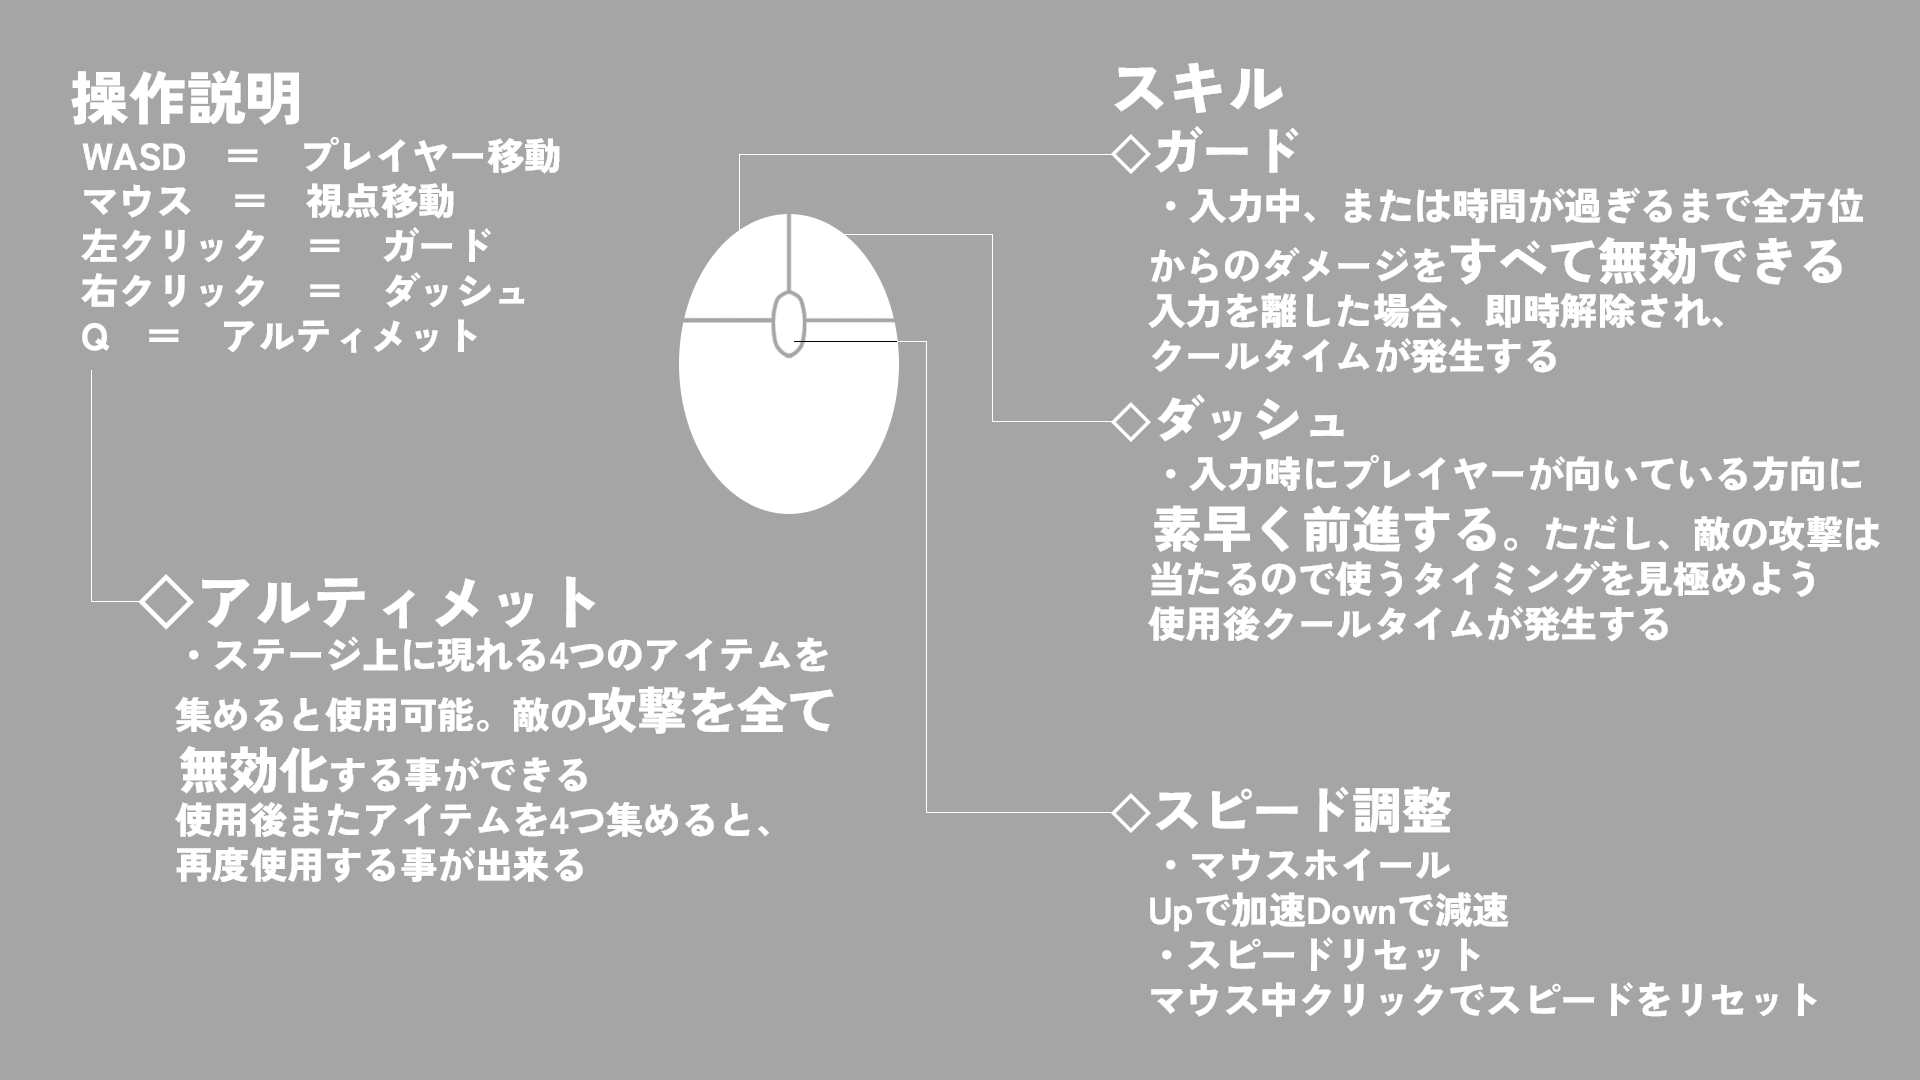 操作説明
WASD　＝　プレイヤー移動
マウス　＝　視点移動
左クリック　＝　ガード
右クリック　＝　ダッシュ
Q　＝　アルティメット
◇アルティメット
・ステージ上に現れる4つのアイテムを
集めると使用可能。敵の攻撃を全て
無効化する事ができる
使用後またアイテムを4つ集めると、
再度使用する事が出来る
スキル
◇ガード
・入力中、または時間が過ぎるまで全方位
からのダメージをすべて無効できる
入力を離した場合、即時解除され、
クールタイムが発生する
◇ダッシュ
・入力時にプレイヤーが向いている方向に
素早く前進する。ただし、敵の攻撃は
当たるので使うタイミングを見極めよう
使用後クールタイムが発生する
◇スピード調整
・マウスホイール
Upで加速Downで減速
・スピードリセット
マウス中クリックでスピードをリセット